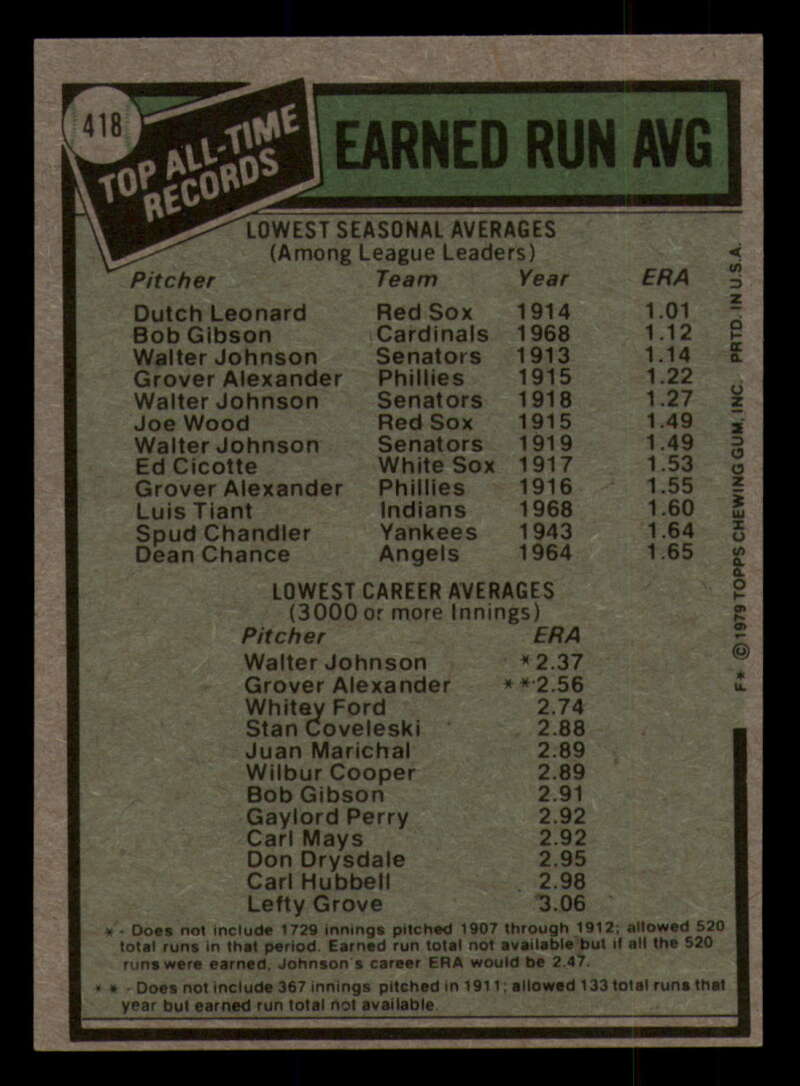 418
TOP ALL-TIME
RECORDS
EARNED RUN AVG
LOWEST SEASONAL AVERAGES
(Among League Leaders)
Pitcher Team Year ERA
Dutch Leonard Red Sox 1914 1.01
Bob Gibson Cardinals 1968 1.12
Walter Johnson Senators 1913 1.14
Grover Alexander Phillies 1915 1.22
Walter Johnson Senators 1918 1.27
Joe Wood Red Sox 1915 1.49
Walter Johnson Senators 1919 1.49
Ed Cicotte White Sox 1917 1.53
Grover Alexander Phillies 1916 1.55
Luis Tiant Indians 1968 1.60
Spud Chandler Yankees 1943 1.64
Dean Chance Angels 1964 1.65
LOWEST CAREER AVERAGES
(3000 or more Innings)
Pitcher ERA
Walter Johnson *2.37
Grover Alexander **2.56
Whitey Ford 2.74
Stan Coveleski 2.88
Juan Marichal 2.89
Wilbur Cooper 2.89
Bob Gibson 2.91
Gaylord Perry 2.92
Carl Mays 2.92
Don Drysdale 2.95
Carl Hubbell 2.98
Lefty Grove 3.06
* - Does not include 1729 innings pitched 1907 through 1912; allowed 520
total runs in that period. Earned run total not available but if all the 520
runs were earned, Johnson's career ERA would be 2.47.
* * - Does not include 367 innings pitched in 1911; allowed 133 total runs that
year but earned run total not available.
F* © 1979 TOPPS CHEWING GUM, INC. PRTD. IN U.S.A.